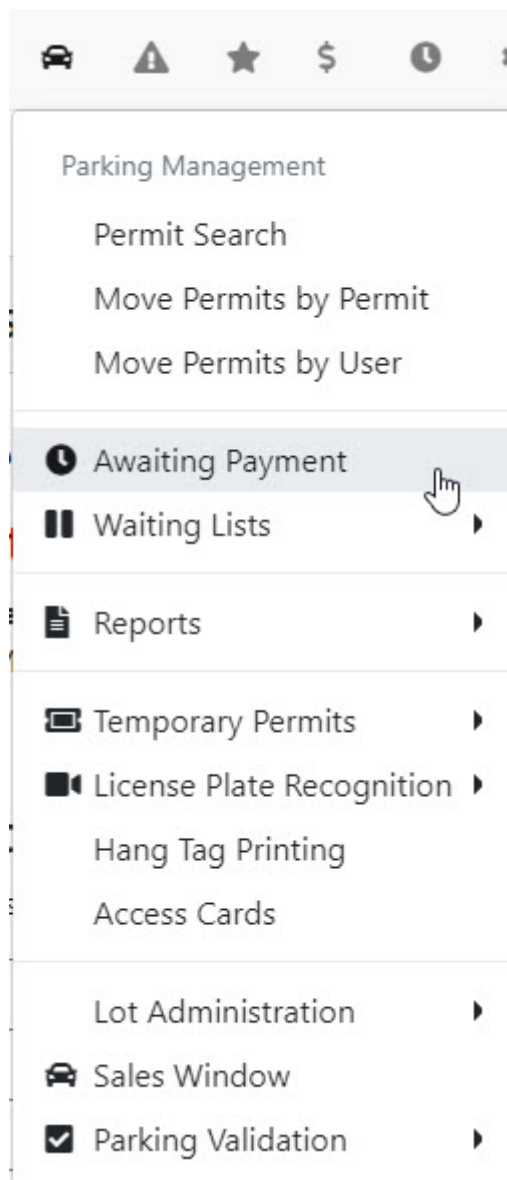 $
Parking Management
Permit Search
Move Permits by Permit
Move Permits by User
Awaiting Payment
Waiting Lists
Reports
Temporary Permits
License Plate Recognition
Hang Tag Printing
Access Cards
Lot Administration
Sales Window
Parking Validation